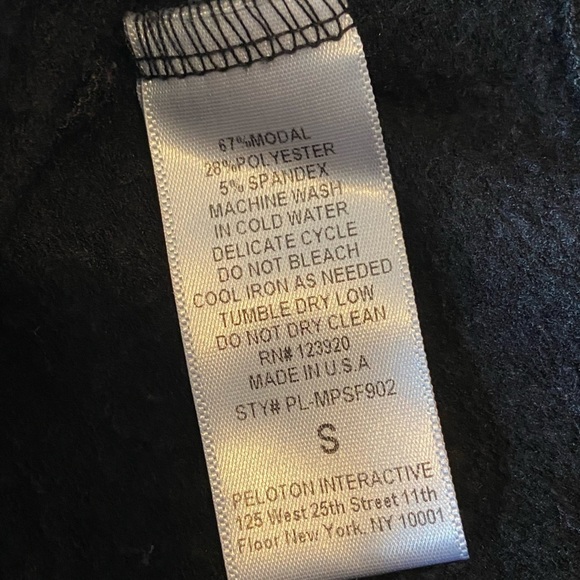 67%MODAL
28%POLYESTER
5% SPANDEX
MACHINE WASH
IN COLD WATER
DELICATE CYCLE
DO NOT BLEACH
COOL IRON AS NEEDED
TUMBLE DRY LOW
DO NOT DRY CLEAN
RN# 123920
MADE IN U.S.A
STY# PL-MPSF902
S
PELOTON INTERACTIVE
125 West 25th Street 11th
Floor New York, NY 10001